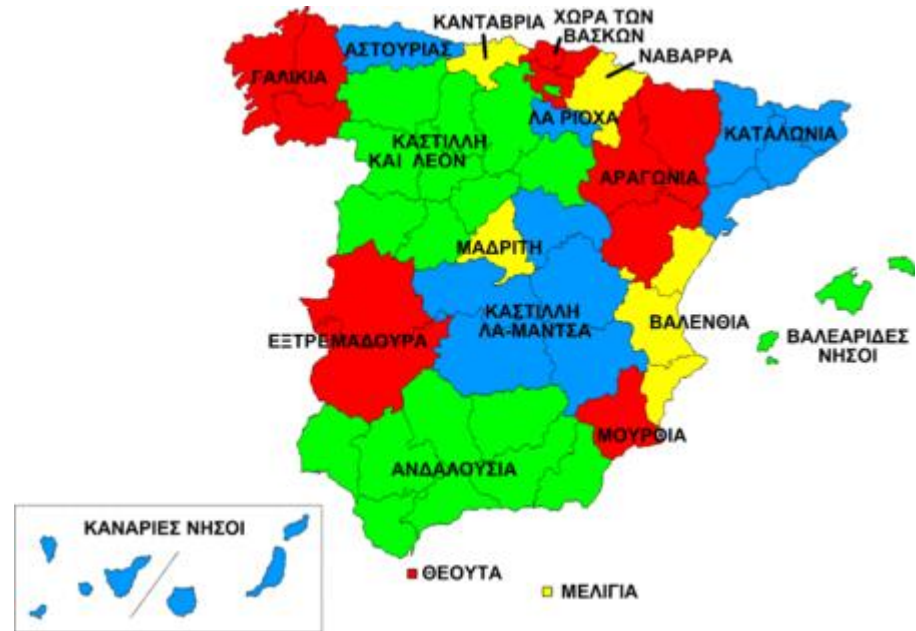 ΚΑΝΤΑΒΡΙΑ
ΧΩΡΑ ΤΩΝ
ΒΑΣΚΩΝ
ΝΑΒΑΡΡΑ
ΑΣΤΟΥΡΙΑΣ
ΓΑΛΙΚΙΑ
ΛΑ ΡΙΟΧΑ
ΚΑΤΑΛΩΝΙΑ
ΚΑΣΤΙΛΛΗ
ΚΑΙ ΛΕΟΝ
ΑΡΑΓΩΝΙΑ
ΜΑΔΡΙΤΗ
ΚΑΣΤΙΛΛΗ
ΛΑ-ΜΑΝΤΣΑ
ΒΑΛΕΝΘΙΑ
ΕΞΤΡΕΜΑΔΟΥΡΑ
ΒΑΛΕΑΡΙΔΕΣ
ΝΗΣΟΙ
ΜΟΥΡΘΙΑ
ΑΝΔΑΛΟΥΣΙΑ
ΚΑΝΑΡΙΕΣ ΝΗΣΟΙ
ΘΕΟΥΤΑ
ΜΕΛΙΓΙΑ